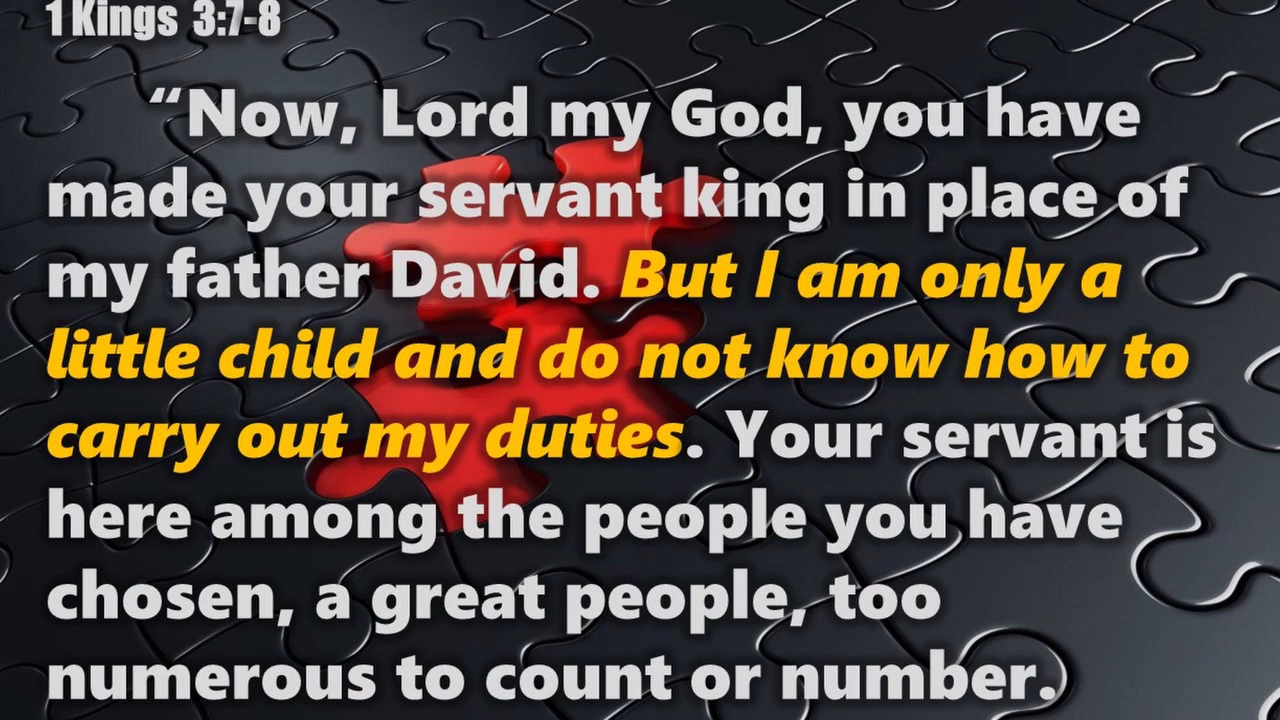 1 Kings 3:7-8
“Now, Lord my God, you have
made your servant king in place of
my father David. But I am only a
little child and do not know how to
carry out my duties. Your servant is
here among the people you have
chosen, a great people, too
numerous to count or number.